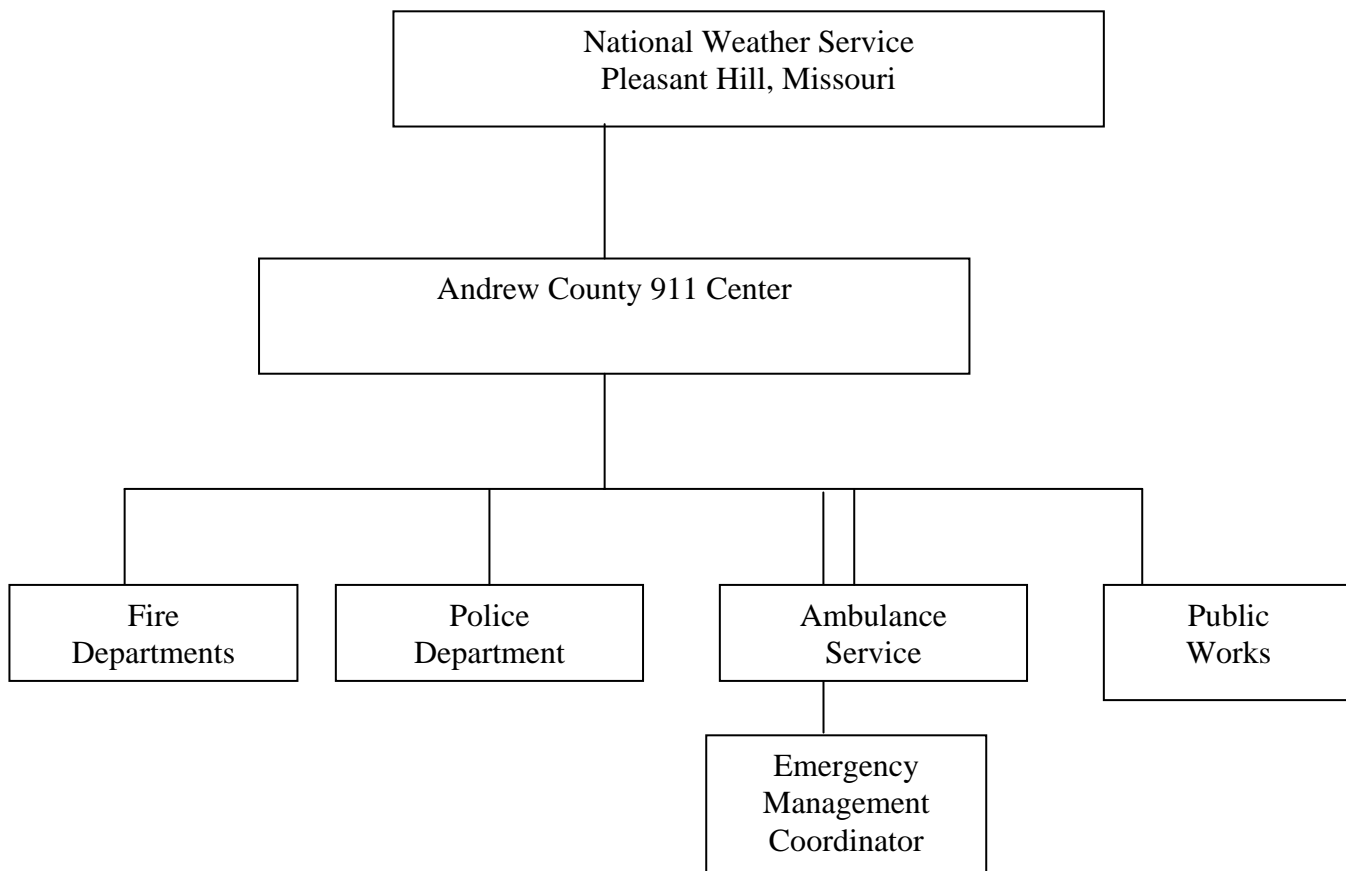 National Weather Service
Pleasant Hill, Missouri
Andrew County 911 Center
Fire
Departments
Police
Department
Ambulance
Service
Public
Works
Emergency
Management
Coordinator